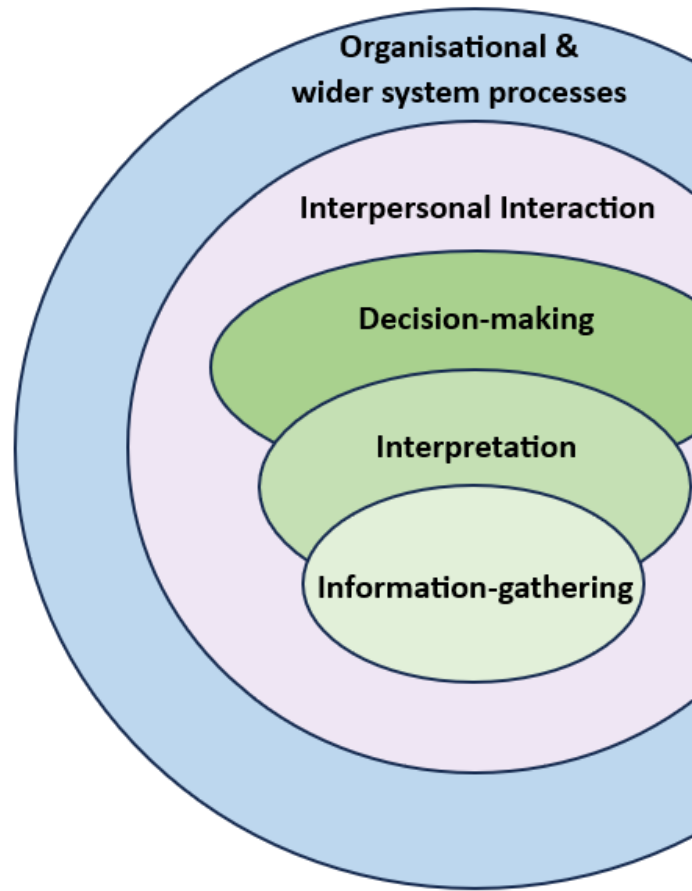 Organisational &
wider system processes
Interpersonal Interaction
Decision-making
Interpretation
Information-gathering